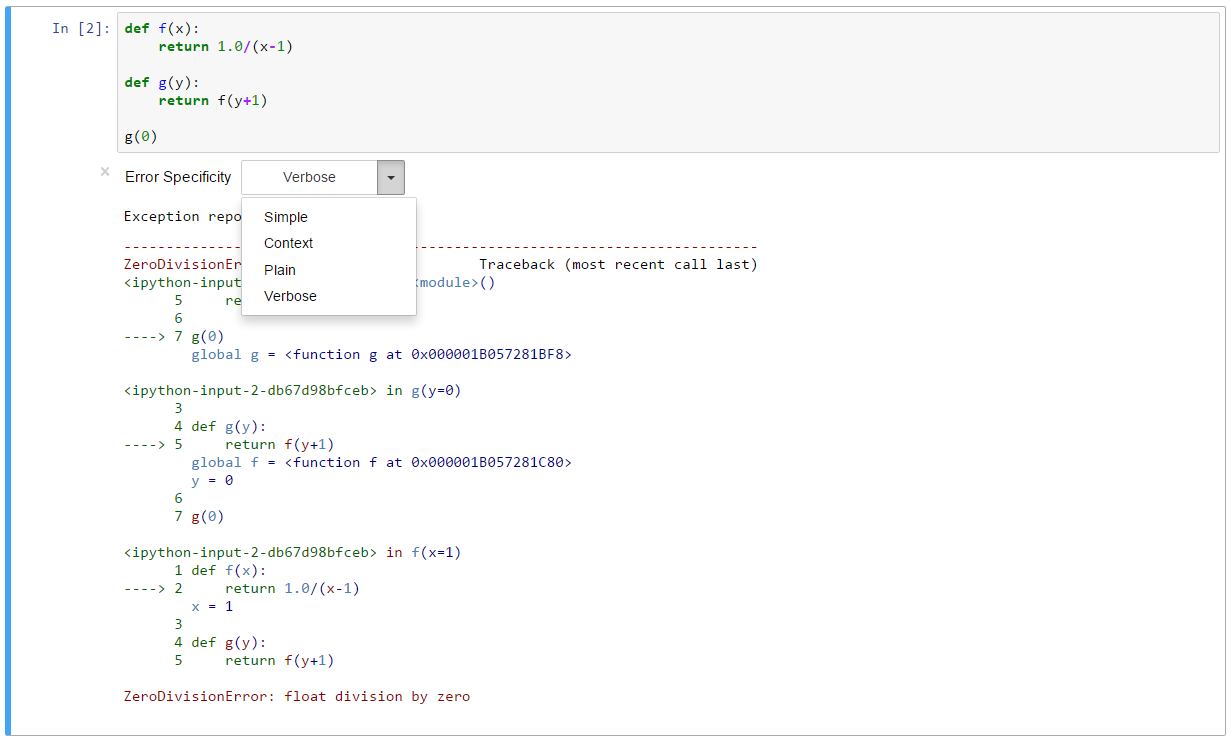 In [2]: def f(x):
    return 1.0/(x-1)
def g(y):
    return f(y+1)
g(0)
× Error Specificity Verbose
Simple
Context
Plain
Verbose
Exception repo
---------------------------------------------------------------------------
ZeroDivisionEr Traceback (most recent call last)
<ipython-input module>()
      5     re
      6
----> 7 g(0)
        global g = <function g at 0x000001B057281BF8>
<ipython-input-2-db67d98bfceb> in g(y=0)
      3
      4 def g(y):
----> 5     return f(y+1)
        global f = <function f at 0x000001B057281C80>
        y = 0
      6
      7 g(0)
<ipython-input-2-db67d98bfceb> in f(x=1)
      1 def f(x):
----> 2     return 1.0/(x-1)
        x = 1
      3
      4 def g(y):
      5     return f(y+1)
ZeroDivisionError: float division by zero